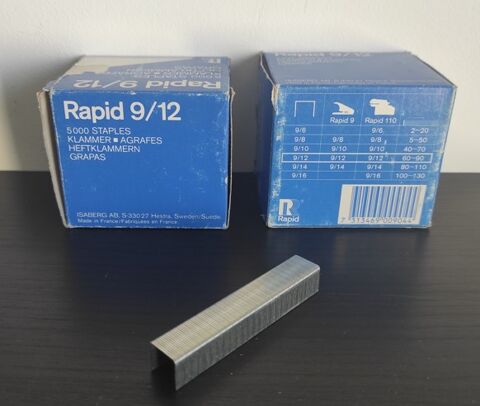 Rapid 9/12
Rapid 9/12
5000 STAPLES
KLAMMER ■ AGRAFES
HEFTKLAMMERN
GRAPAS
ISABERG AB, S-330 27 Hestra, Sweden/Suède.
Made in France/Fabriquées en France.
Rapid 9/12
Rapid 9 Rapid 110
9/6 9/6 2–20
9/8 9/8 9/8 5–50
9/10 9/10 9/10 40–70
9/12 9/12 9/12 60–90
9/14 9/14 9/14 80–110
9/16 9/16 100–130
R
Rapid
7 313469 009044